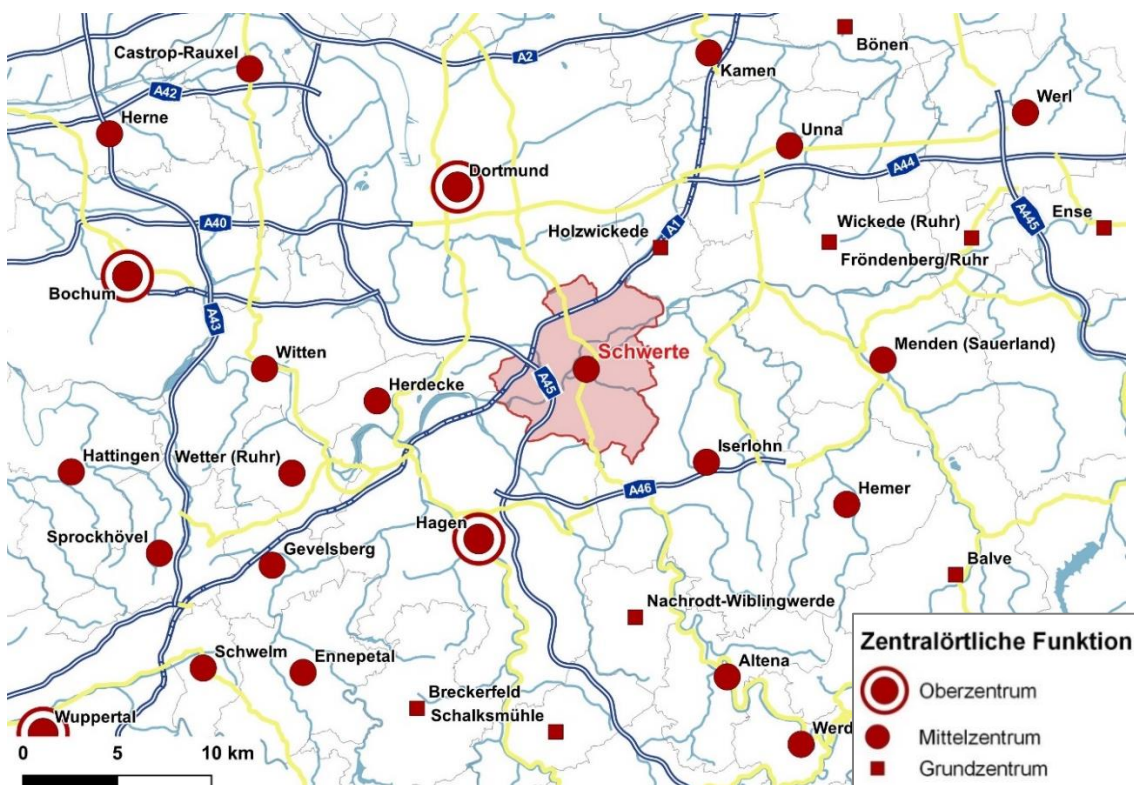 Castrop-Rauxel
A2
Kamen
Bönen
A42
Herne
Werl
Unna
Dortmund
A44
A40
A1
Holzwickede
Wickede (Ruhr)
Ense
A445
Fröndenberg/Ruhr
Bochum
A43
Schwerte
Menden (Sauerland)
Witten
Herdecke
A45
Hattingen
Wetter (Ruhr)
Iserlohn
A46
Hemer
Hagen
Sprockhövel
Gevelsberg
Balve
Nachrodt-Wiblingwerde
Schwelm
Ennepetal
Altena
Breckerfeld
Schalksmühle
Wuppertal
Werd
0 5 10 km
Zentralörtliche Funktion
Oberzentrum
Mittelzentrum
Grundzentrum